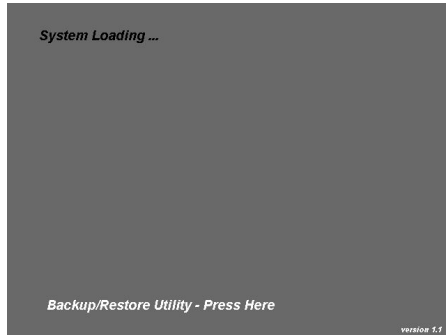 System Loading ...
Backup/Restore Utility - Press Here
version 1.1